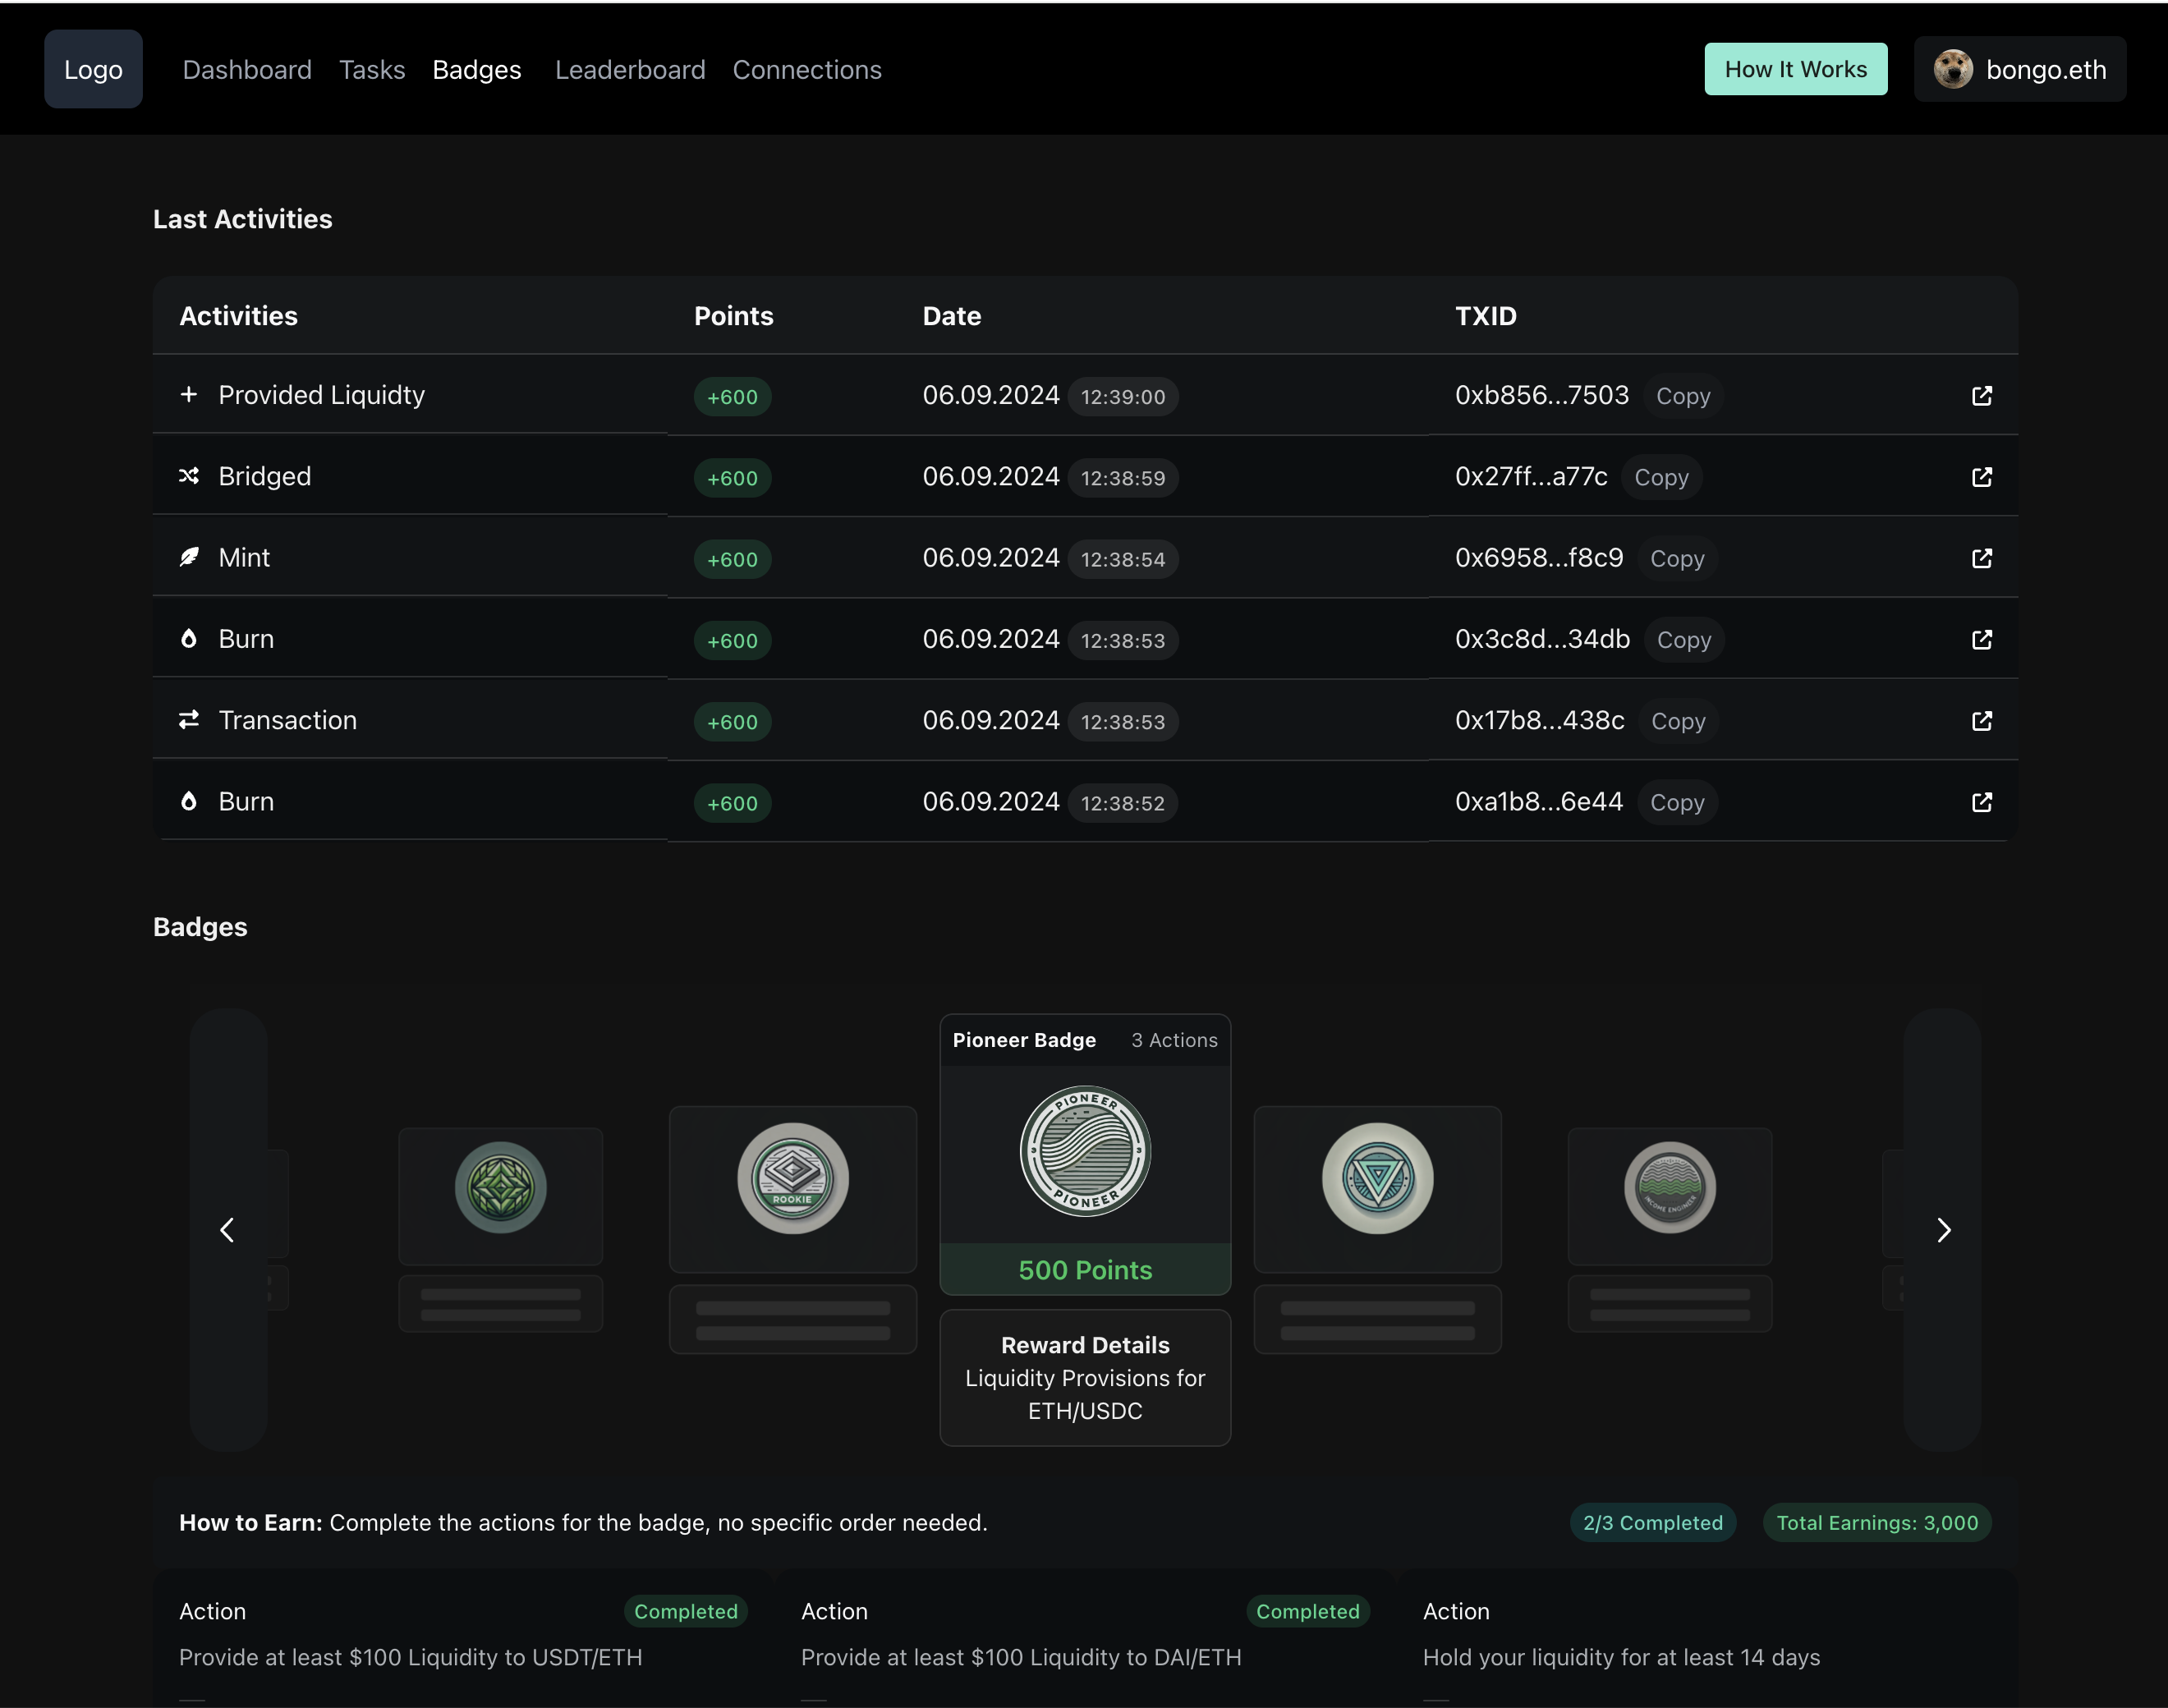 Logo Dashboard Tasks Badges Leaderboard Connections How It Works bongo.eth
Last Activities
Activities Points Date TXID
Provided Liquidty +600 06.09.2024 12:39:00 0xb856...7503 Copy
Bridged +600 06.09.2024 12:38:59 0x27ff...a77c Copy
Mint +600 06.09.2024 12:38:54 0x6958...f8c9 Copy
Burn +600 06.09.2024 12:38:53 0x3c8d...34db Copy
Transaction +600 06.09.2024 12:38:53 0x17b8...438c Copy
Burn +600 06.09.2024 12:38:52 0xa1b8...6e44 Copy
Badges
Pioneer Badge 3 Actions
PIONEER
ROOKIE
PIONEER
INCOME ENGINEER
500 Points
Reward Details
Liquidity Provisions for
ETH/USDC
How to Earn: Complete the actions for the badge, no specific order needed. 2/3 Completed Total Earnings: 3,000
Action Completed Action Completed Action
Provide at least $100 Liquidity to USDT/ETH Provide at least $100 Liquidity to DAI/ETH Hold your liquidity for at least 14 days